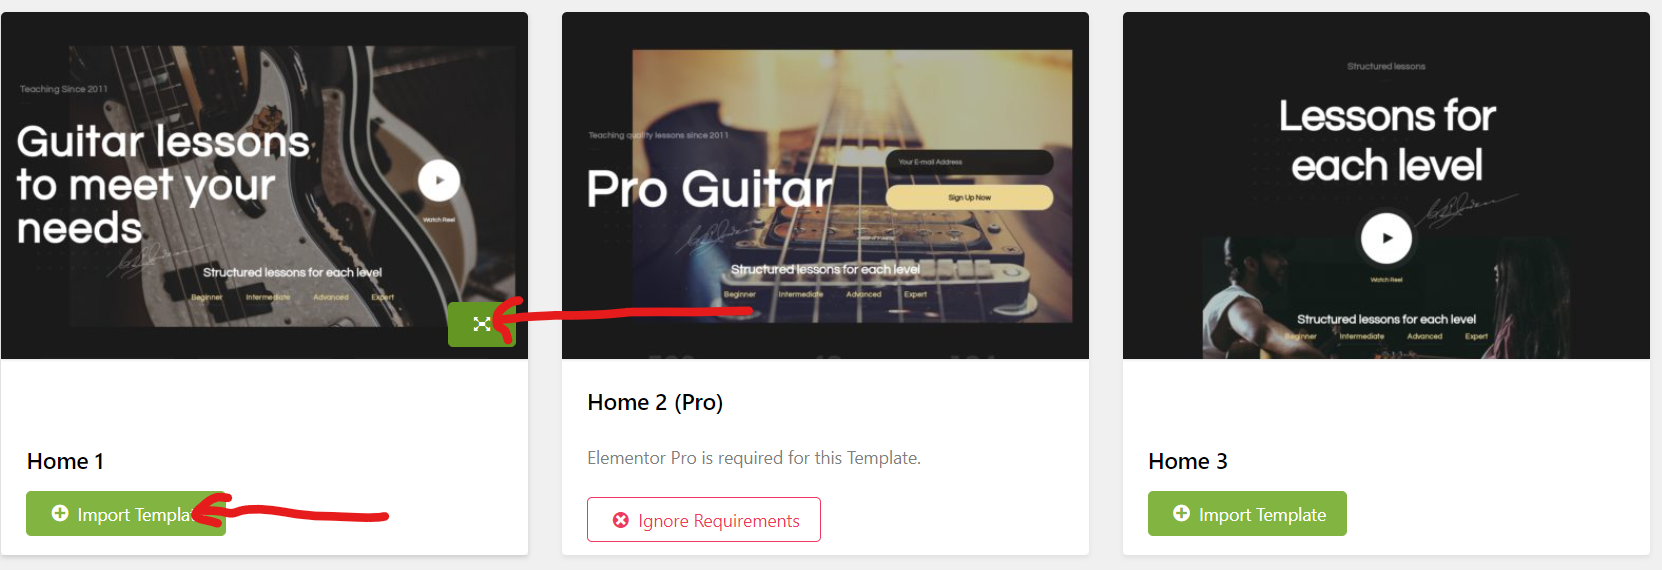 Teaching Since 2011
Guitar lessons
to meet your
needs
Watch Reel
Structured lessons for each level
Beginner Intermediate Advanced Expert
Home 1
Import Templa
Teaching quality lessons since 2011
Pro Guitar
Your E-mail Address
Sign Up Now
Structured lessons for each level
Beginner Intermediate Advanced Expert
Home 2 (Pro)
Elementor Pro is required for this Template.
Ignore Requirements
Structured lessons
Lessons for
each level
Watch Reel
Structured lessons for each level
Beginner Intermediate Advanced Expert
Home 3
Import Template